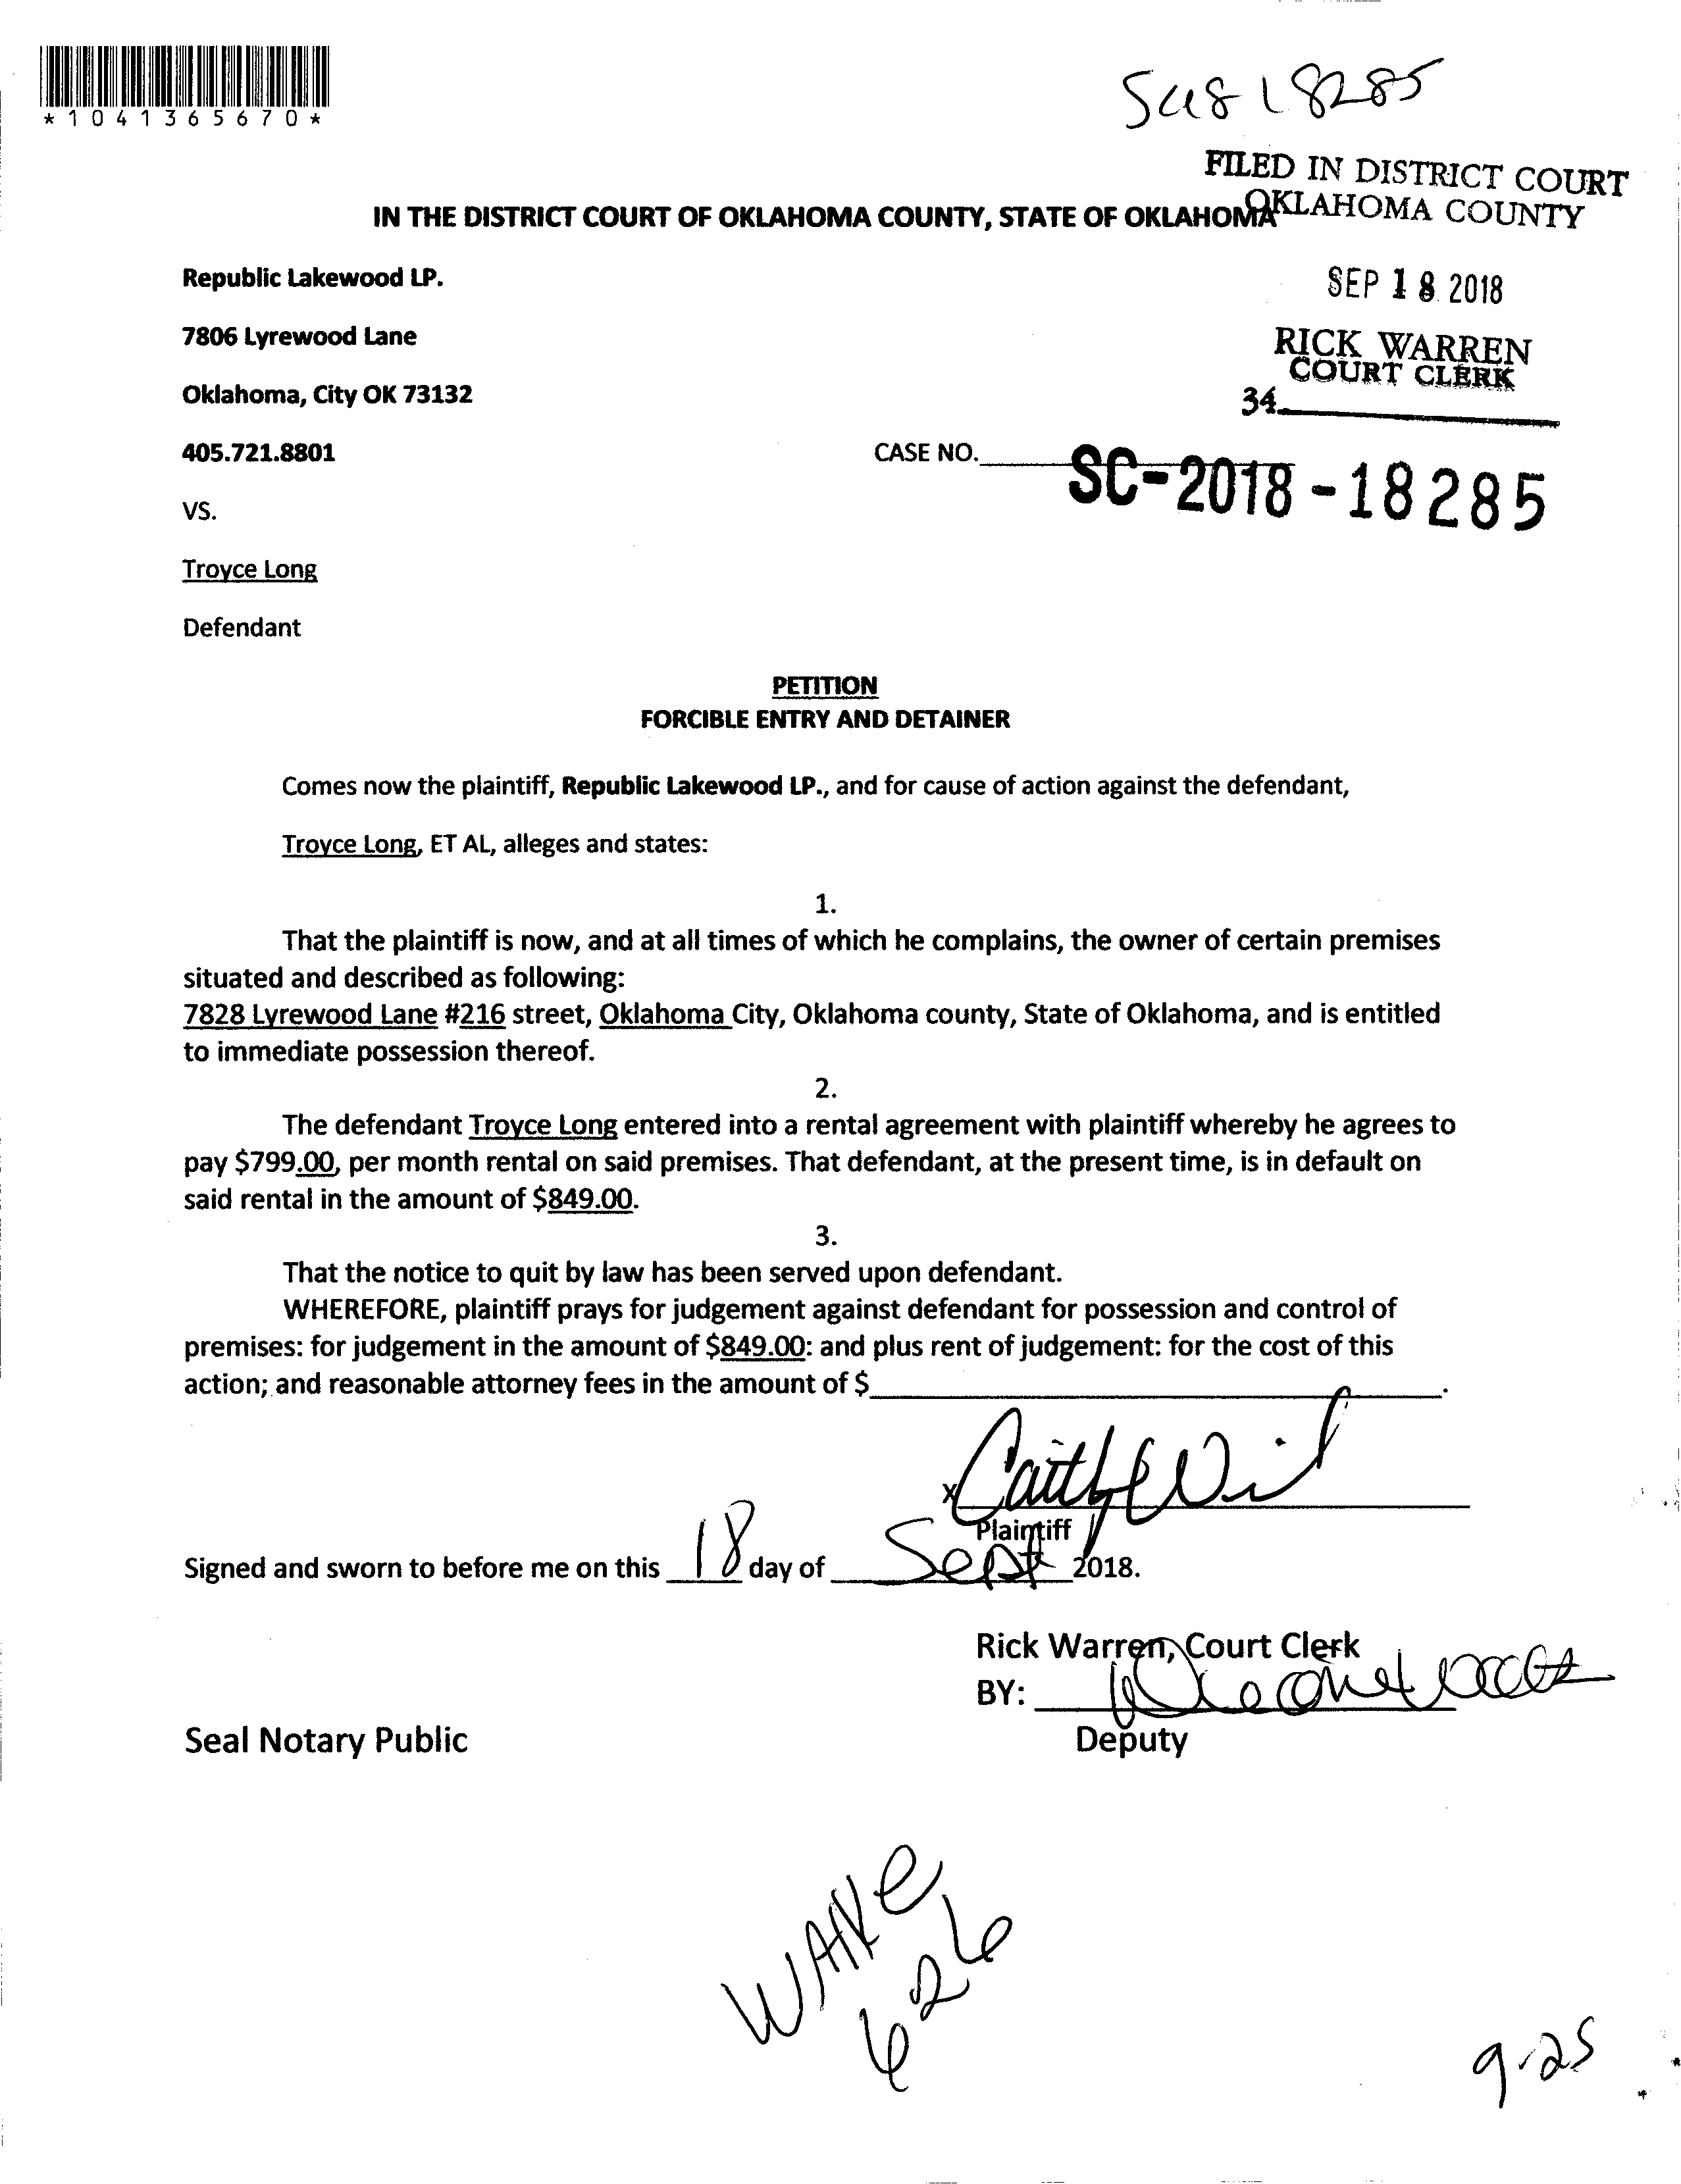 *1041365670*
18285
FILED IN DISTRICT COURT
OKLAHOMA COUNTY
IN THE DISTRICT COURT OF OKLAHOMA COUNTY, STATE OF OKLAHOMA
Republic Lakewood LP.
SEP 18 2018
7806 Lyrewood Lane
RICK WARREN
COURT CLERK
Oklahoma, City OK 73132
34
405.721.8801
CASE NO. SC-2018-18285
VS.
Troyce Long
Defendant
PETITION
FORCIBLE ENTRY AND DETAINER
Comes now the plaintiff, Republic Lakewood LP., and for cause of action against the defendant,
Troyce Long, ET AL, alleges and states:
1.
That the plaintiff is now, and at all times of which he complains, the owner of certain premises
situated and described as following:
7828 Lyrewood Lane #216 street, Oklahoma City, Oklahoma county, State of Oklahoma, and is entitled
to immediate possession thereof.
2.
The defendant Troyce Long entered into a rental agreement with plaintiff whereby he agrees to
pay $799.00, per month rental on said premises. That defendant, at the present time, is in default on
said rental in the amount of $849.00.
3.
That the notice to quit by law has been served upon defendant.
WHEREFORE, plaintiff prays for judgement against defendant for possession and control of
premises: for judgement in the amount of $849.00: and plus rent of judgement: for the cost of this
action; and reasonable attorney fees in the amount of $ .
X
Plaintiff
Signed and sworn to before me on this 18 day of Sept 2018.
Rick Warren, Court Clerk
BY:
Seal Notary Public
Deputy
WAIVE
626
9-25